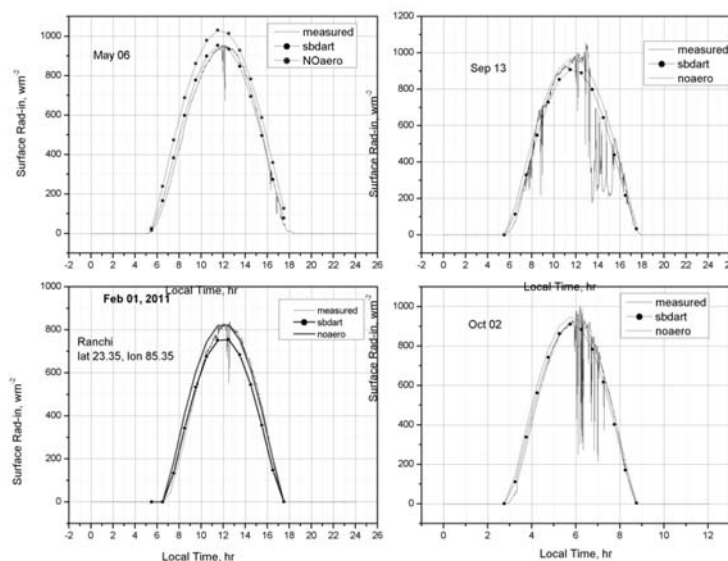 May 06
measured
sbdart
NOaero
Surface Rad-in, wm-2
1000
800
600
400
200
0
-2 0 2 4 6 8 10 12 14 16 18 20 22 24 26
Local Time, hr
Sep 13
measured
sbdart
noaero
Surface Rad-in, wm-2
1200
1000
800
600
400
200
0
-2 0 2 4 6 8 10 12 14 16 18 20 22 24 26
Local Time, hr
Feb 01, 2011
Ranchi
lat 23.35, lon 85.35
measured
sbdart
noaero
Surface Rad-in, wm-2
1000
800
600
400
200
0
-2 0 2 4 6 8 10 12 14 16 18 20 22 24 26
Local Time, hr
Oct 02
measured
sbdart
noaero
Surface Rad-in, wm-2
1000
800
600
400
200
0
0 2 4 6 8 10 12
Local Time, hr